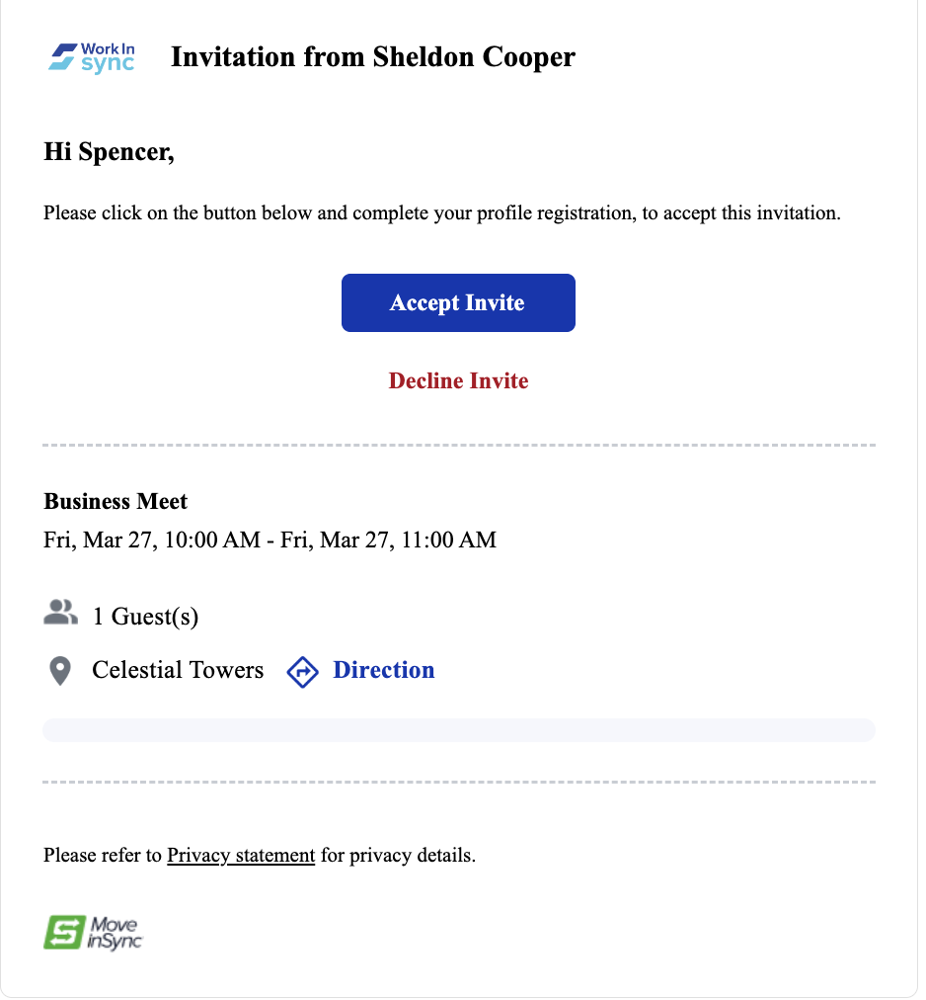 Work In
sync
Invitation from Sheldon Cooper
Hi Spencer,
Please click on the button below and complete your profile registration, to accept this invitation.
Accept Invite
Decline Invite
Business Meet
Fri, Mar 27, 10:00 AM - Fri, Mar 27, 11:00 AM
1 Guest(s)
Celestial Towers Direction
Please refer to Privacy statement for privacy details.
Move
inSync